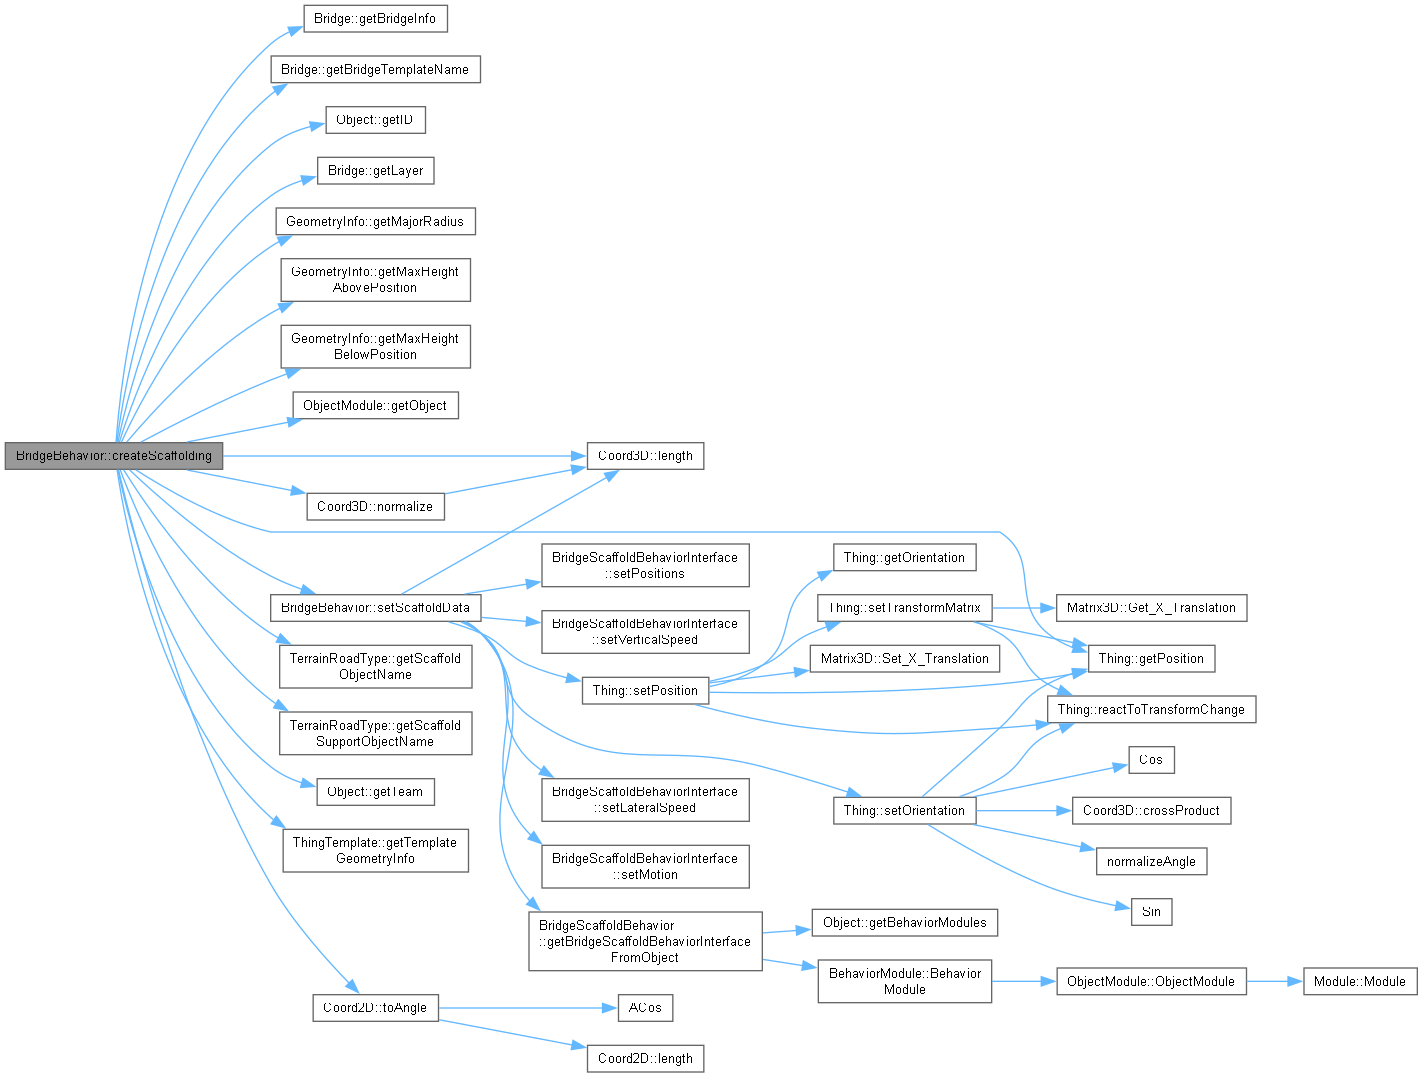 Bridge::getBridgeInfo
Bridge::getBridgeTemplateName
Object::getID
Bridge::getLayer
GeometryInfo::getMajorRadius
GeometryInfo::getMaxHeight
AbovePosition
GeometryInfo::getMaxHeight
BelowPosition
ObjectModule::getObject
BridgeBehavior::createScaffolding
Coord3D::length
Coord3D::normalize
BridgeBehavior::setScaffoldData
TerrainRoadType::getScaffold
ObjectName
TerrainRoadType::getScaffold
SupportObjectName
Object::getTeam
ThingTemplate::getTemplate
GeometryInfo
Coord2D::toAngle
BridgeScaffoldBehaviorInterface
::setPositions
BridgeScaffoldBehaviorInterface
::setVerticalSpeed
Thing::setPosition
BridgeScaffoldBehaviorInterface
::setLateralSpeed
BridgeScaffoldBehaviorInterface
::setMotion
BridgeScaffoldBehavior
::getBridgeScaffoldBehaviorInterface
FromObject
ACos
Coord2D::length
Thing::getOrientation
Thing::setTransformMatrix
Matrix3D::Set_X_Translation
Thing::setOrientation
Object::getBehaviorModules
BehaviorModule::Behavior
Module
Matrix3D::Get_X_Translation
Thing::getPosition
Thing::reactToTransformChange
Cos
Coord3D::crossProduct
normalizeAngle
Sin
ObjectModule::ObjectModule
Module::Module